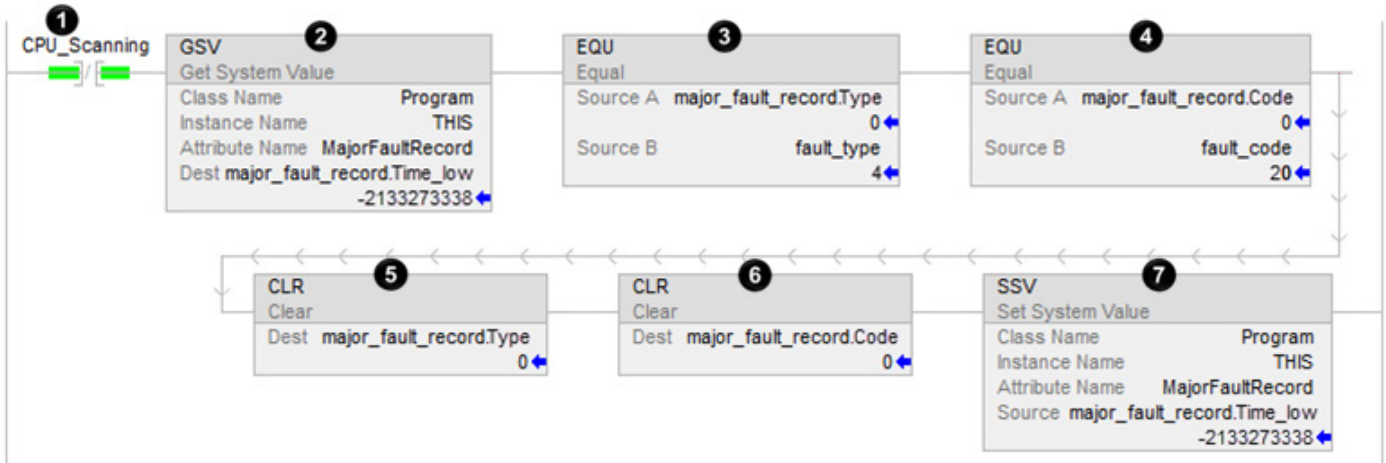 1
CPU_Scanning
2
GSV
Get System Value
Class Name Program
Instance Name THIS
Attribute Name MajorFaultRecord
Dest major_fault_record.Time_low
-2133273338
3
EQU
Equal
Source A major_fault_record.Type
0
Source B fault_type
4
4
EQU
Equal
Source A major_fault_record.Code
0
Source B fault_code
20
5
CLR
Clear
Dest major_fault_record.Type
0
6
CLR
Clear
Dest major_fault_record.Code
0
7
SSV
Set System Value
Class Name Program
Instance Name THIS
Attribute Name MajorFaultRecord
Source major_fault_record.Time_low
-2133273338